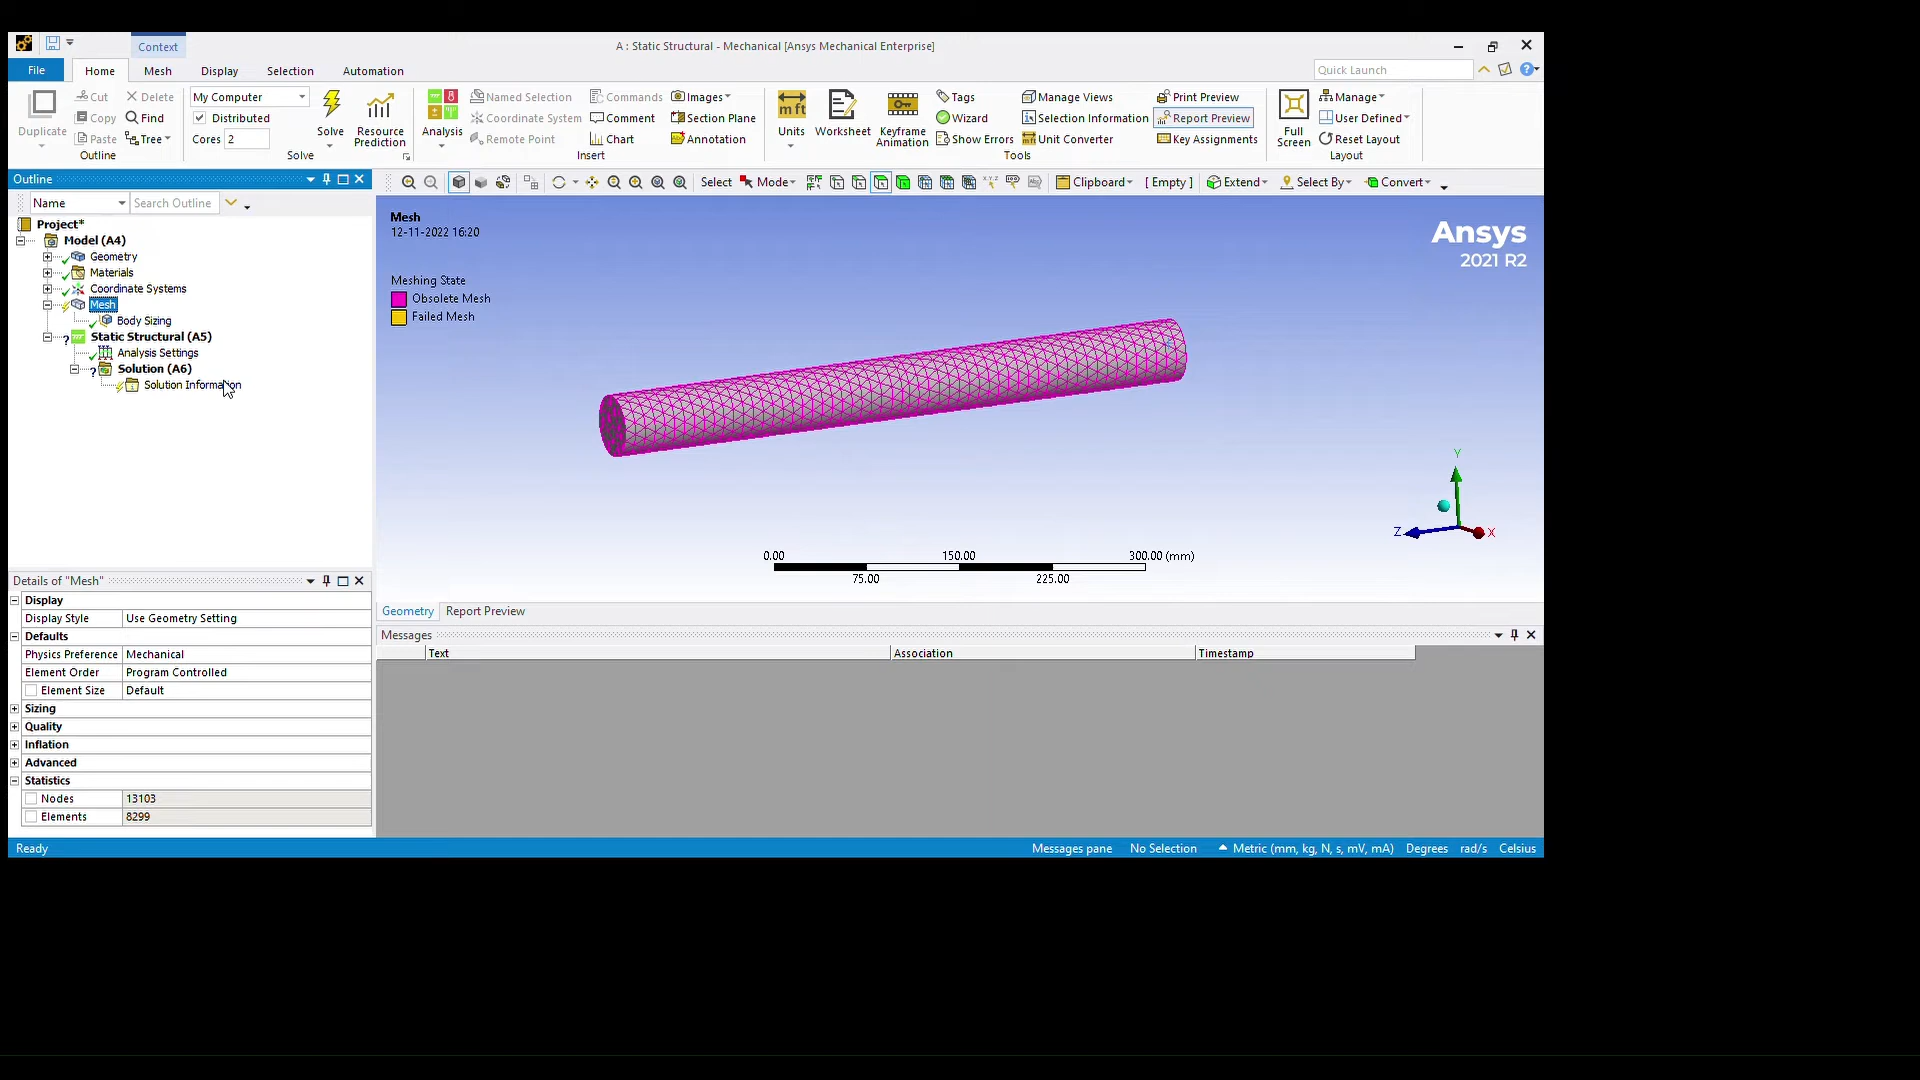 Context
A : Static Structural - Mechanical [Ansys Mechanical Enterprise]
File Home Mesh Display Selection Automation
Quick Launch
Cut Delete My Computer Named Selection Commands Images Tags Manage Views Print Preview Manage
Copy Find Distributed Coordinate System Comment Section Plane Wizard Selection Information Report Preview User Defined
Duplicate Solve Resource Prediction Analysis Units Worksheet Keyframe Animation Full Screen
Paste Tree Cores 2 Remote Point Chart Annotation Show Errors Unit Converter Key Assignments Reset Layout
Outline Solve Insert Tools Layout
Outline
Select Mode Clipboard [ Empty ] Extend Select By Convert
Name Search Outline
Project*
Model (A4)
Geometry
Materials
Coordinate Systems
Mesh
Body Sizing
Static Structural (A5)
Analysis Settings
Solution (A6)
Solution Information
Mesh
12-11-2022 16:20
Meshing State
Obsolete Mesh
Failed Mesh
Ansys
2021 R2
Y
Z X
0.00 150.00 300.00 (mm)
75.00 225.00
Details of "Mesh"
Display
Display Style Use Geometry Setting
Defaults
Physics Preference Mechanical
Element Order Program Controlled
Element Size Default
Sizing
Quality
Inflation
Advanced
Statistics
Nodes 13103
Elements 8299
Geometry Report Preview
Messages
Text Association Timestamp
Ready Messages pane No Selection Metric (mm, kg, N, s, mV, mA) Degrees rad/s Celsius